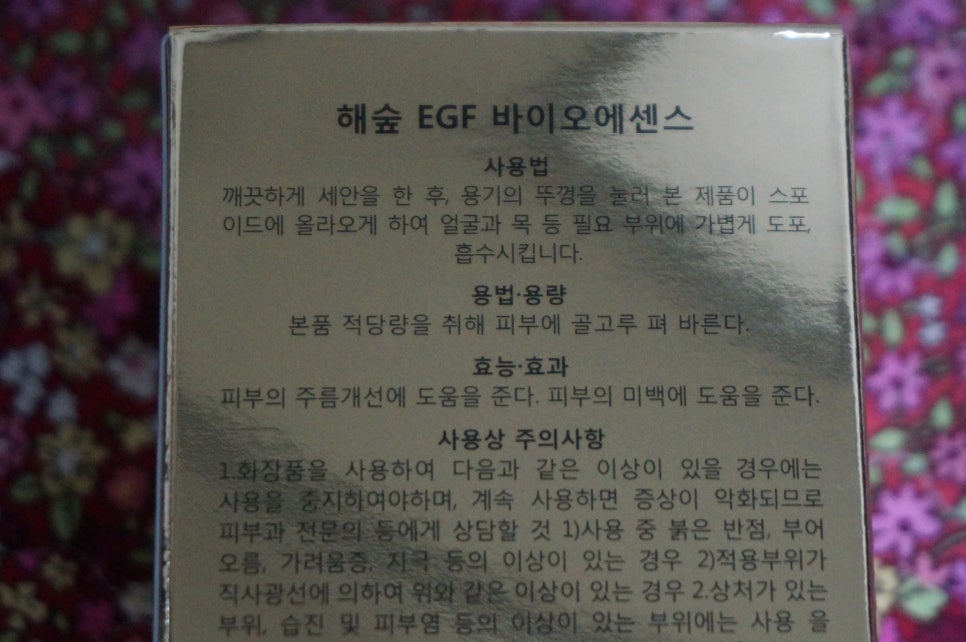 해숲 EGF 바이오에센스
사용법
깨끗하게 세안을 한 후, 용기의 뚜껑을 눌러 본 제품이 스포
이드에 올라오게 하여 얼굴과 목 등 필요 부위에 가볍게 도포,
흡수시킵니다.
용법·용량
본품 적당량을 취해 피부에 골고루 펴 바른다.
효능·효과
피부의 주름개선에 도움을 준다. 피부의 미백에 도움을 준다.
사용상 주의사항
1.화장품을 사용하여 다음과 같은 이상이 있을 경우에는
사용을 중지하여야하며, 계속 사용하면 증상이 악화되므로
피부과 전문의 등에게 상담할 것 1)사용 중 붉은 반점, 부어
오름, 가려움증, 자극 등의 이상이 있는 경우 2)적용부위가
직사광선에 의하여 위와 같은 이상이 있는 경우 2.상처가 있는
부위, 습진 및 피부염 등의 이상이 있는 부위에는 사용 을